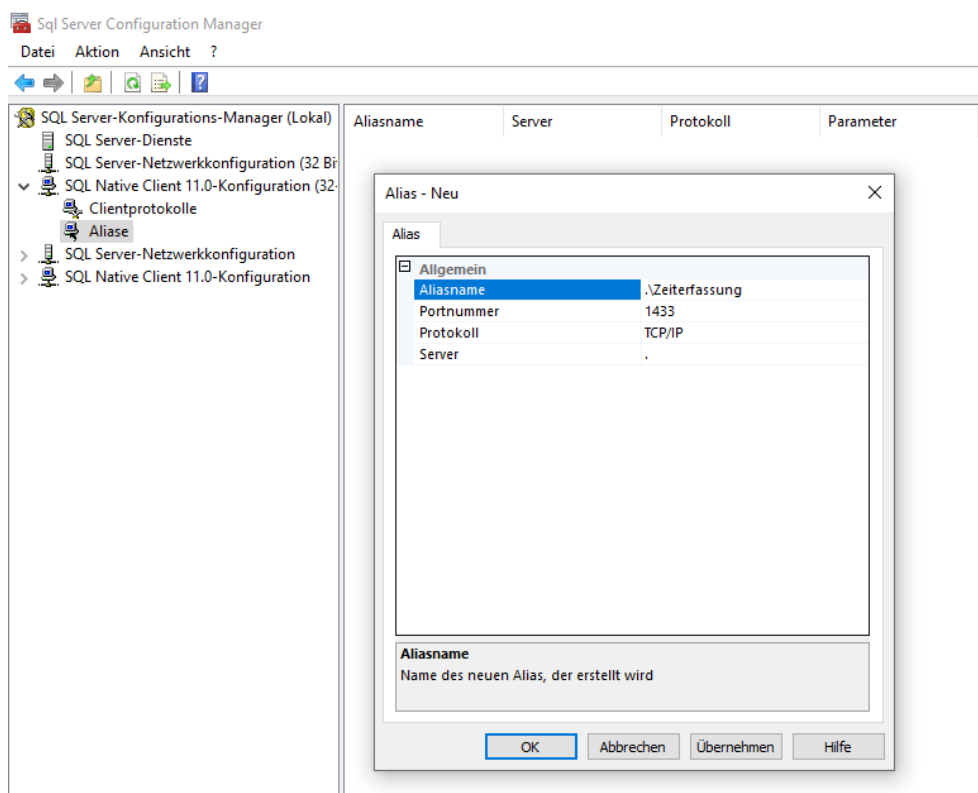 Sql Server Configuration Manager
Datei Aktion Ansicht ?
SQL Server-Konfigurations-Manager (Lokal)
SQL Server-Dienste
SQL Server-Netzwerkkonfiguration (32 Bi
SQL Native Client 11.0-Konfiguration (32-
Clientprotokolle
Aliase
SQL Server-Netzwerkkonfiguration
SQL Native Client 11.0-Konfiguration
Aliasname Server Protokoll Parameter
Alias - Neu
Alias
Allgemein
Aliasname .\Zeiterfassung
Portnummer 1433
Protokoll TCP/IP
Server .
Aliasname
Name des neuen Alias, der erstellt wird
OK Abbrechen Übernehmen Hilfe